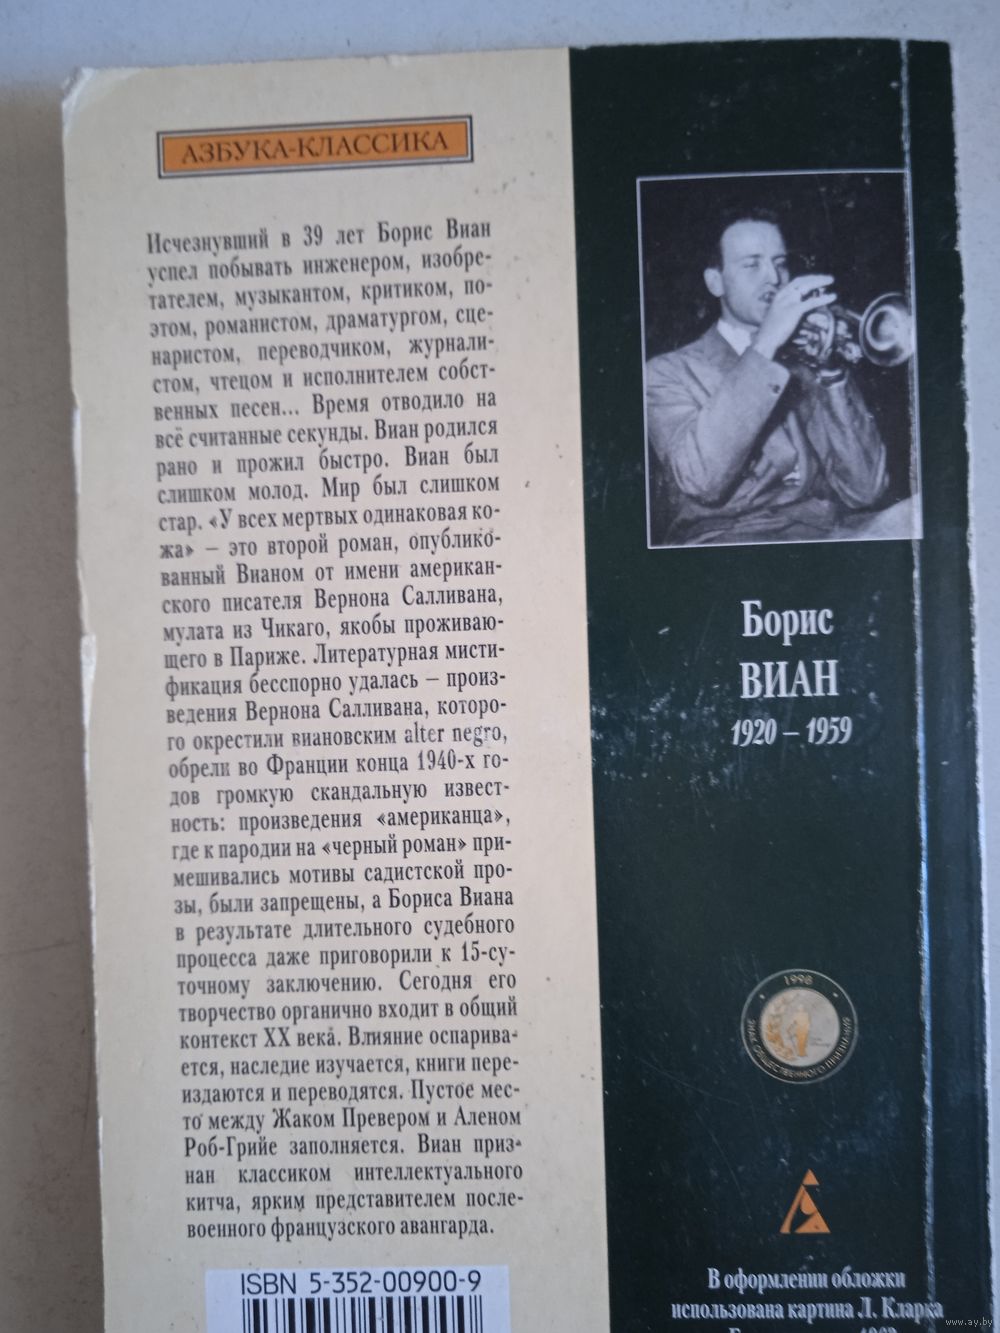 АЗБУКА-КЛАССИКА
Исчезнувший в 39 лет Борис Виан
успел побывать инженером, изобре-
тателем, музыкантом, критиком, по-
этом, романистом, драматургом, сце-
наристом, переводчиком, журнали-
стом, чтецом и исполнителем собст-
венных песен... Время отводило на
всё считанные секунды. Виан родился
рано и прожил быстро. Виан был
слишком молод. Мир был слишком
стар. «У всех мертвых одинаковая ко-
жа» – это второй роман, опублико-
ванный Вианом от имени американ-
ского писателя Вернона Салливана,
мулата из Чикаго, якобы проживаю-
щего в Париже. Литературная мисти-
фикация бесспорно удалась – произ-
ведения Вернона Салливана, которо-
го окрестили виановским alter negro,
обрели во Франции конца 1940-х го-
дов громкую скандальную извест-
ность: произведения «американца»,
где к пародии на «черный роман» при-
мешивались мотивы садистской про-
зы, были запрещены, а Бориса Виана
в результате длительного судебного
процесса даже приговорили к 15-су-
точному заключению. Сегодня его
творчество органично входит в общий
контекст XX века. Влияние оспарива-
ется, наследие изучается, книги пере-
издаются и переводятся. Пустое мес-
то между Жаком Превером и Аленом
Роб-Грийе заполняется. Виан приз-
нан классиком интеллектуального
китча, ярким представителем после-
военного французского авангарда.
ISBN 5-352-00900-9
Борис
ВИАН
1920 – 1959
1998
ЗНАК ОБЩЕСТВЕННОГО ПРИЗНАНИЯ
В оформлении обложки
использована картина Л. Кларка
www.ay.by